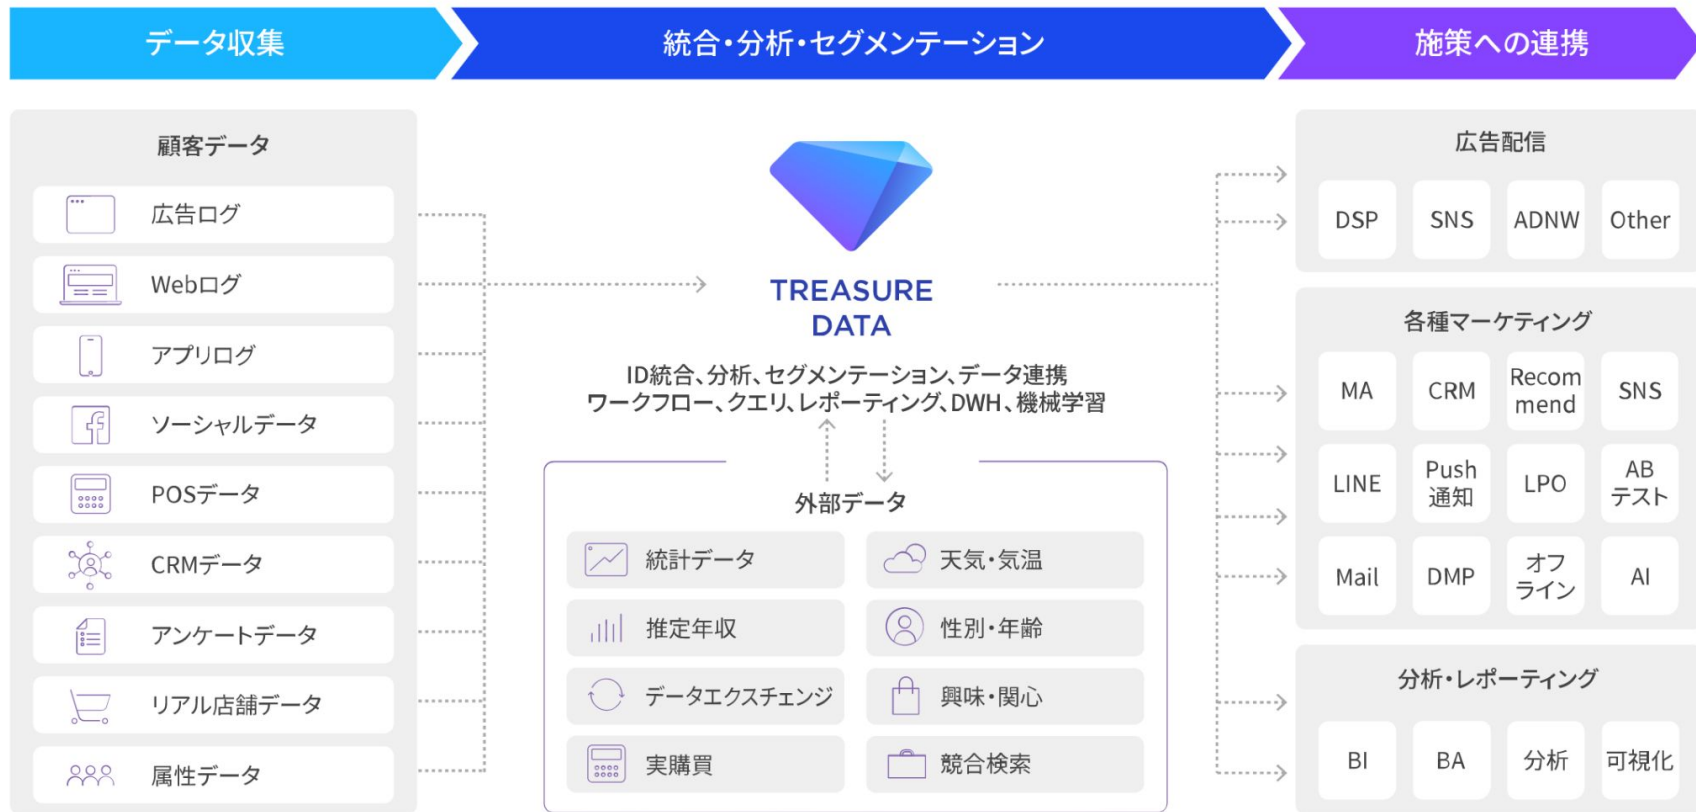 データ収集
統合・分析・セグメンテーション
施策への連携
顧客データ
広告ログ
Webログ
アプリログ
ソーシャルデータ
POSデータ
CRMデータ
アンケートデータ
リアル店舗データ
属性データ
TREASURE
DATA
ID統合、分析、セグメンテーション、データ連携
ワークフロー、クエリ、レポーティング、DWH、機械学習
外部データ
統計データ
天気・気温
推定年収
性別・年齢
データエクスチェンジ
興味・関心
実購買
競合検索
広告配信
DSP
SNS
ADNW
Other
各種マーケティング
MA
CRM
Recom
mend
SNS
LINE
Push
通知
LPO
AB
テスト
Mail
DMP
オフ
ライン
AI
分析・レポーティング
BI
BA
分析
可視化